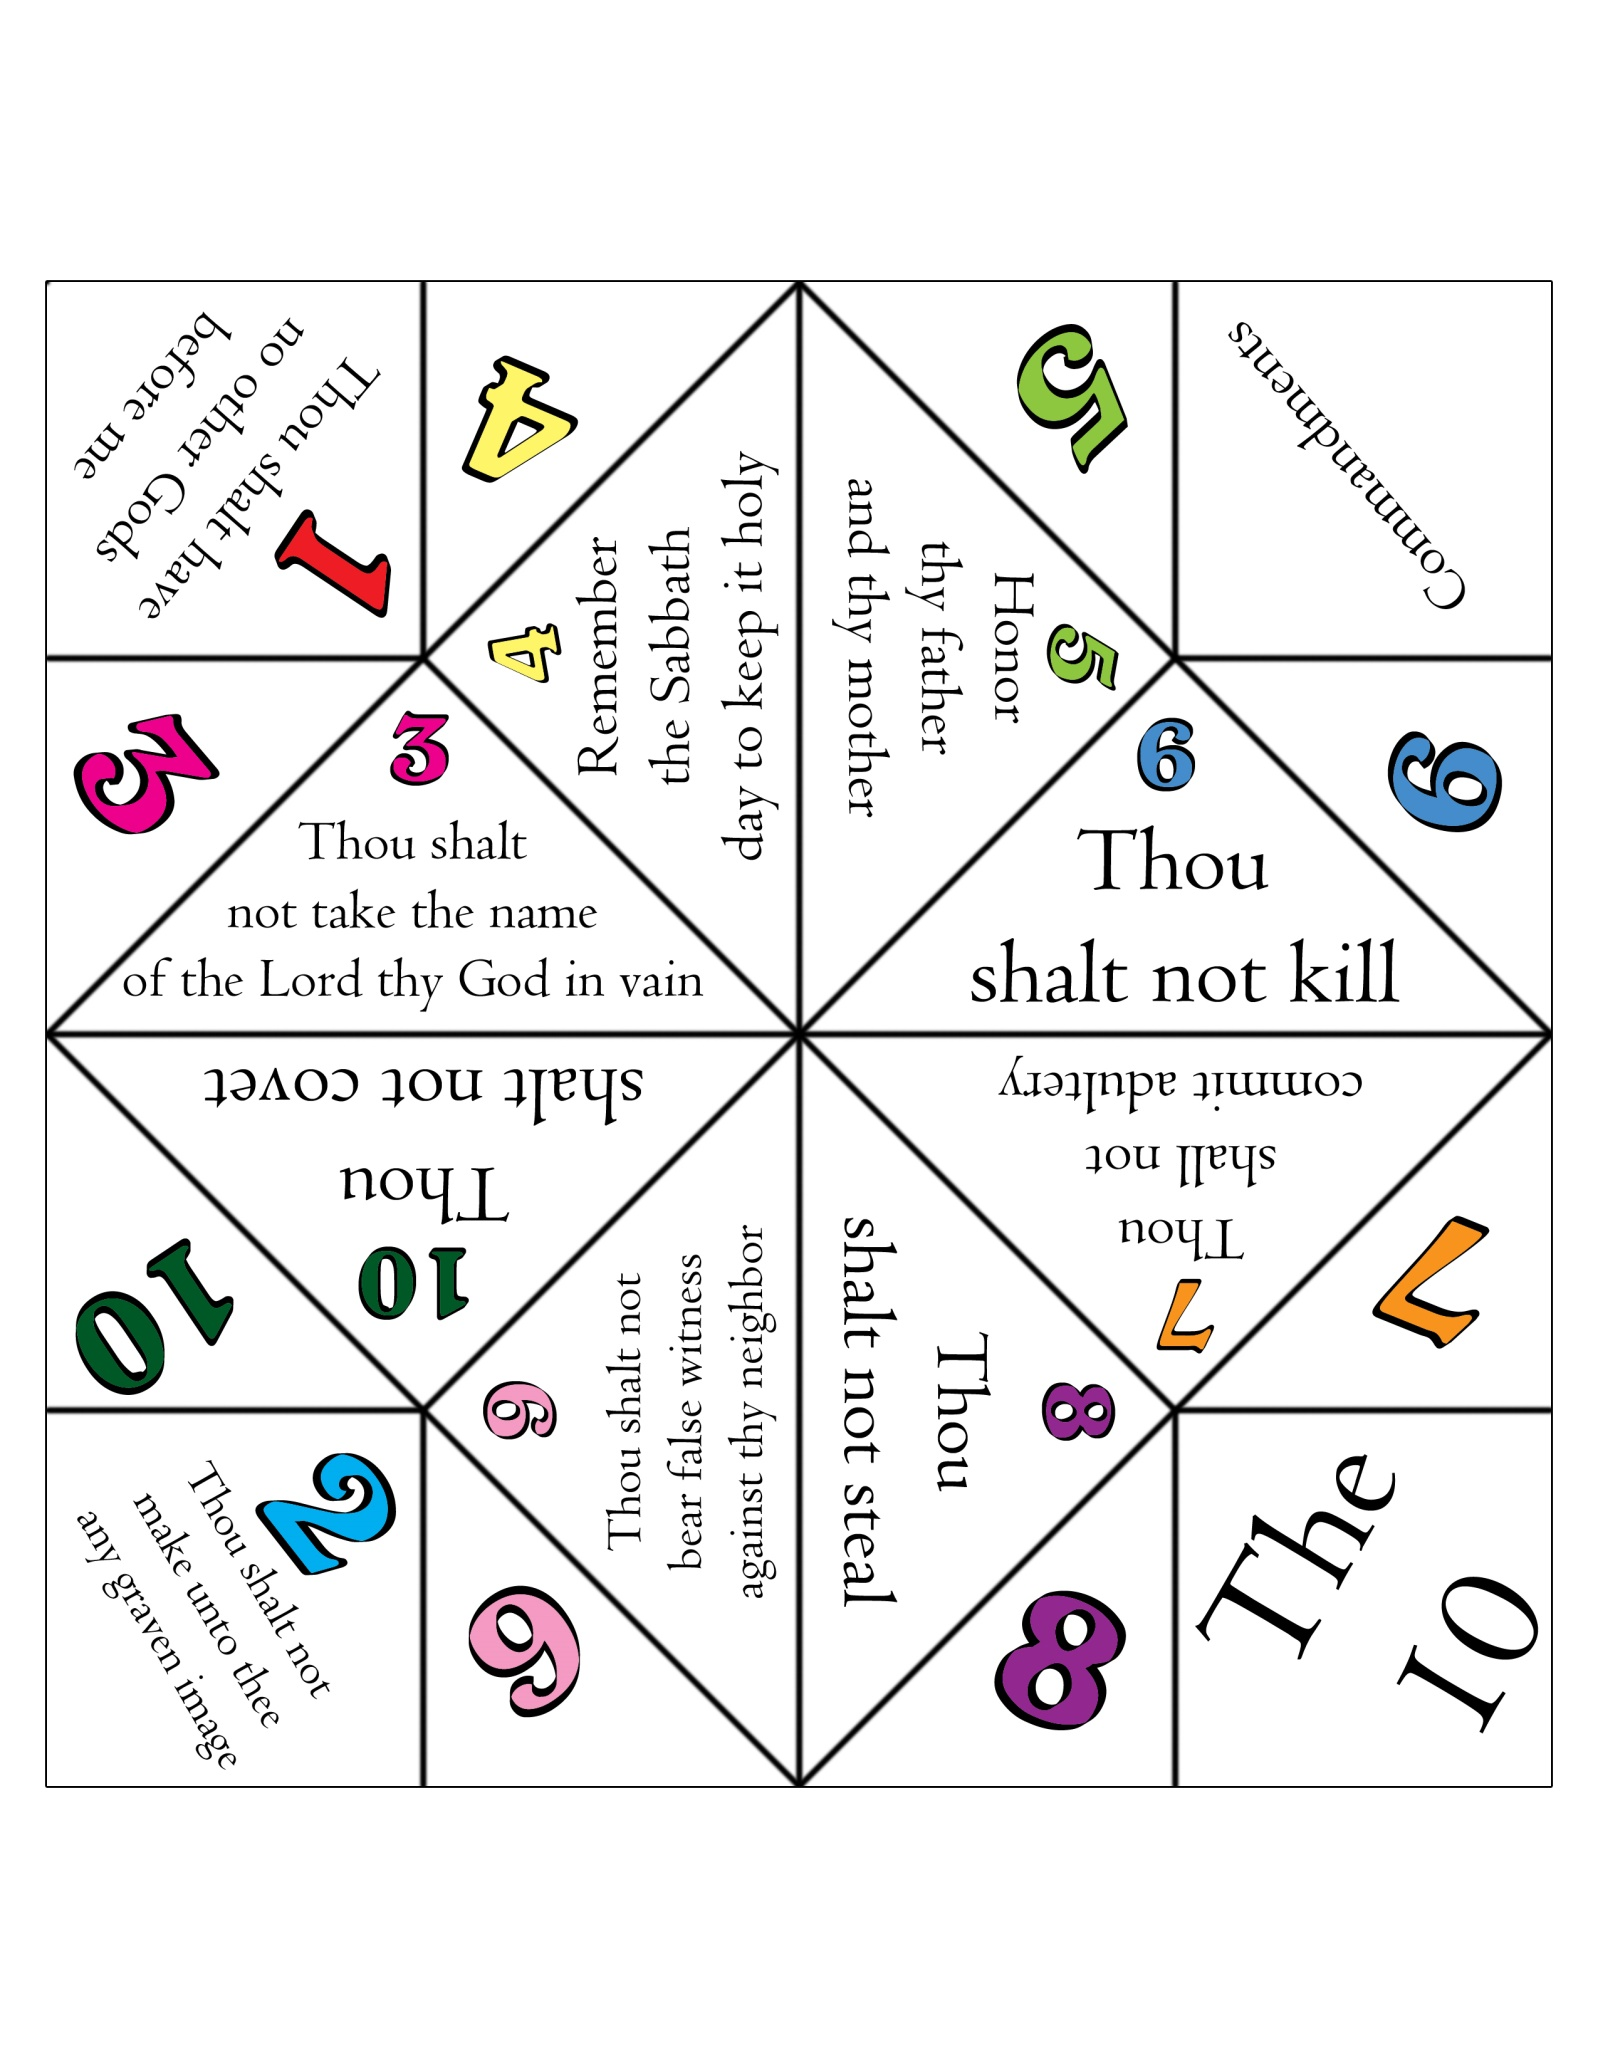 1
Thou shalt have
no other Gods
before me
4
5
Commandments
4
Remember
the Sabbath
day to keep it holy
5
Honor
thy father
and thy mother
3
3
Thou shalt
not take the name
of the Lord thy God in vain
6
Thou
shalt not kill
6
10
10
Thou
shalt not covet
7
Thou
shall not
commit adultery
7
9
Thou shalt not
bear false witness
against thy neighbor
8
Thou
shalt not steal
2
Thou shalt not
make unto thee
any graven image
9
8
The
10